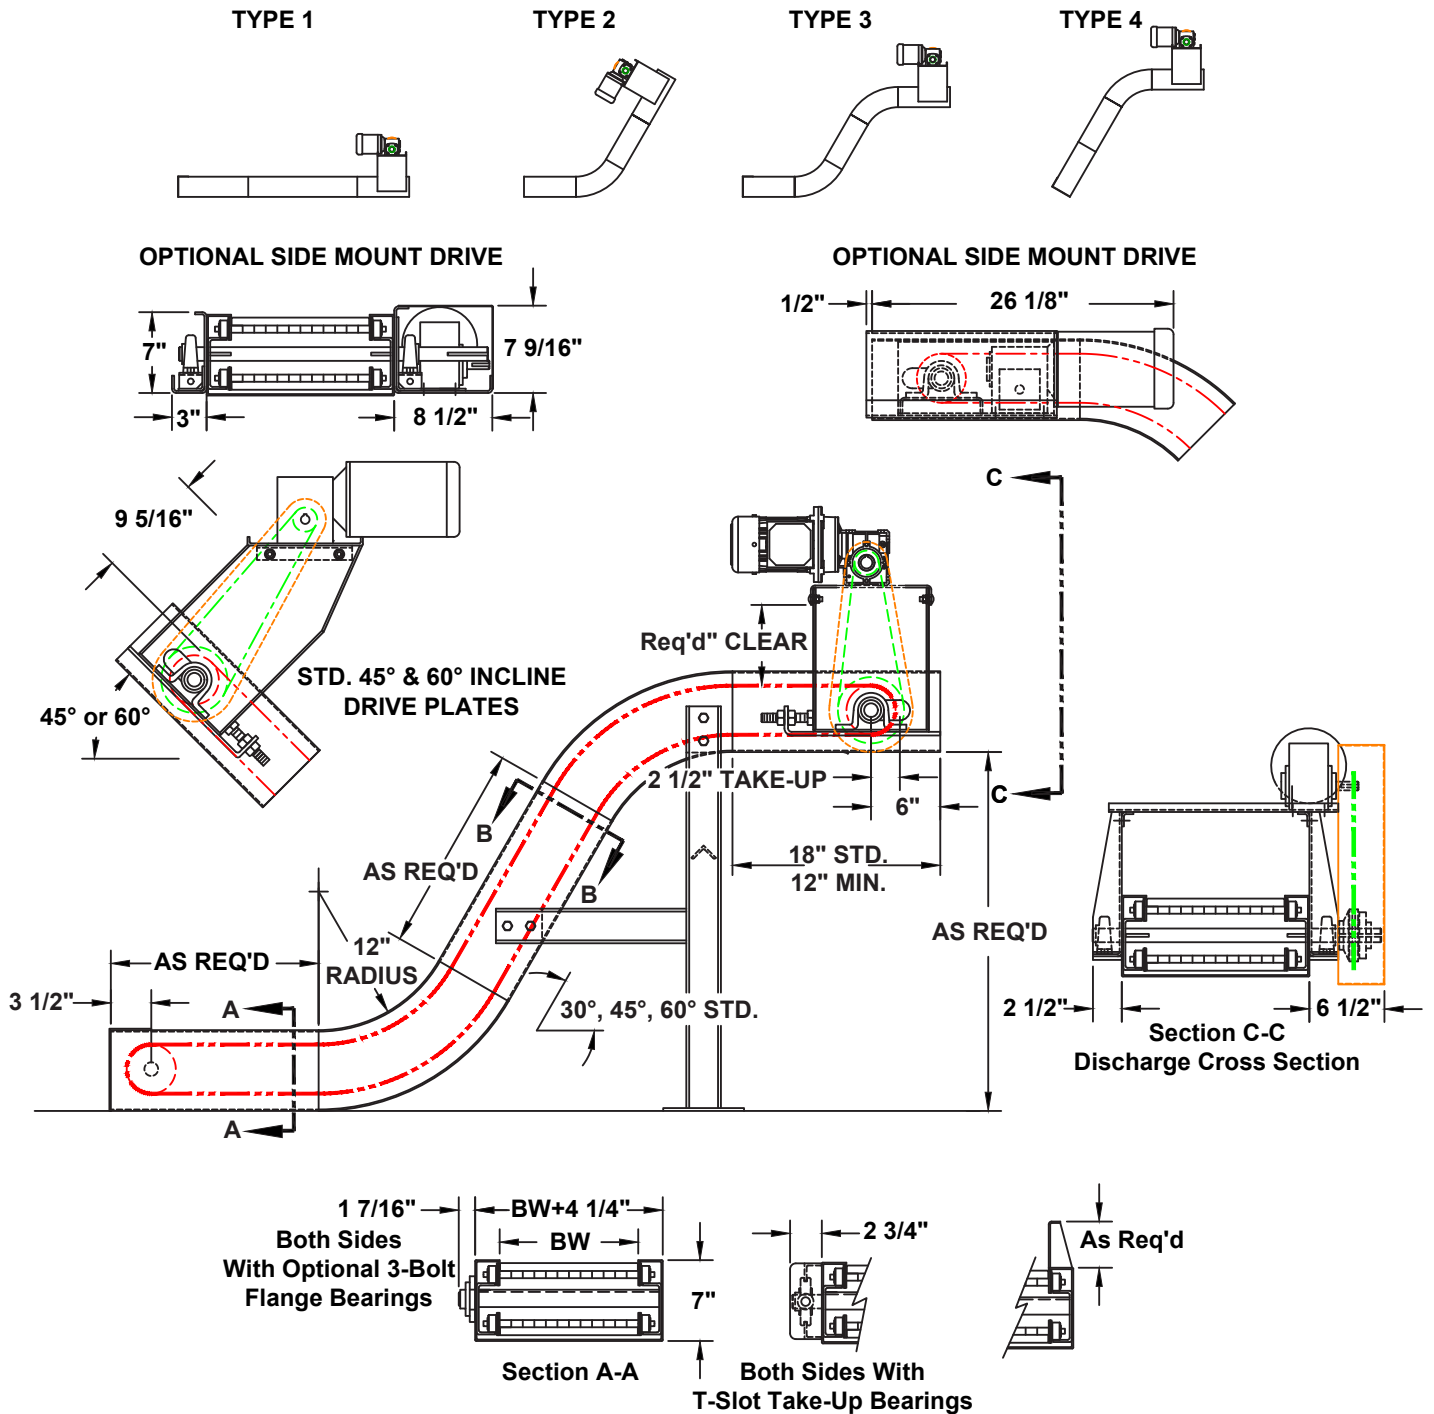 TYPE 1
TYPE 2
TYPE 3
TYPE 4
OPTIONAL SIDE MOUNT DRIVE
7"
7 9/16"
3"
8 1/2"
OPTIONAL SIDE MOUNT DRIVE
1/2"
26 1/8"
9 5/16"
45° or 60°
STD. 45° & 60° INCLINE
DRIVE PLATES
Req'd" CLEAR
C
C
2 1/2" TAKE-UP
6"
18" STD.
12" MIN.
B
B
AS REQ'D
AS REQ'D
12"
RADIUS
AS REQ'D
3 1/2"
A
A
30°, 45°, 60° STD.
2 1/2"
6 1/2"
Section C-C
Discharge Cross Section
1 7/16"
BW+4 1/4"
BW
Both Sides
With Optional 3-Bolt
Flange Bearings
7"
Section A-A
2 3/4"
Both Sides With
T-Slot Take-Up Bearings
As Req'd